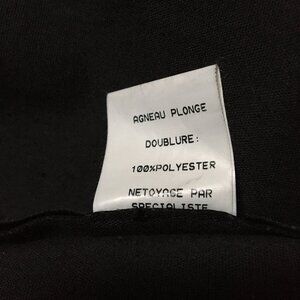 AGNEAU PLONGE
DOUBLURE:
100%POLYESTER
NETOYAGE PAR
SPECIALISTE